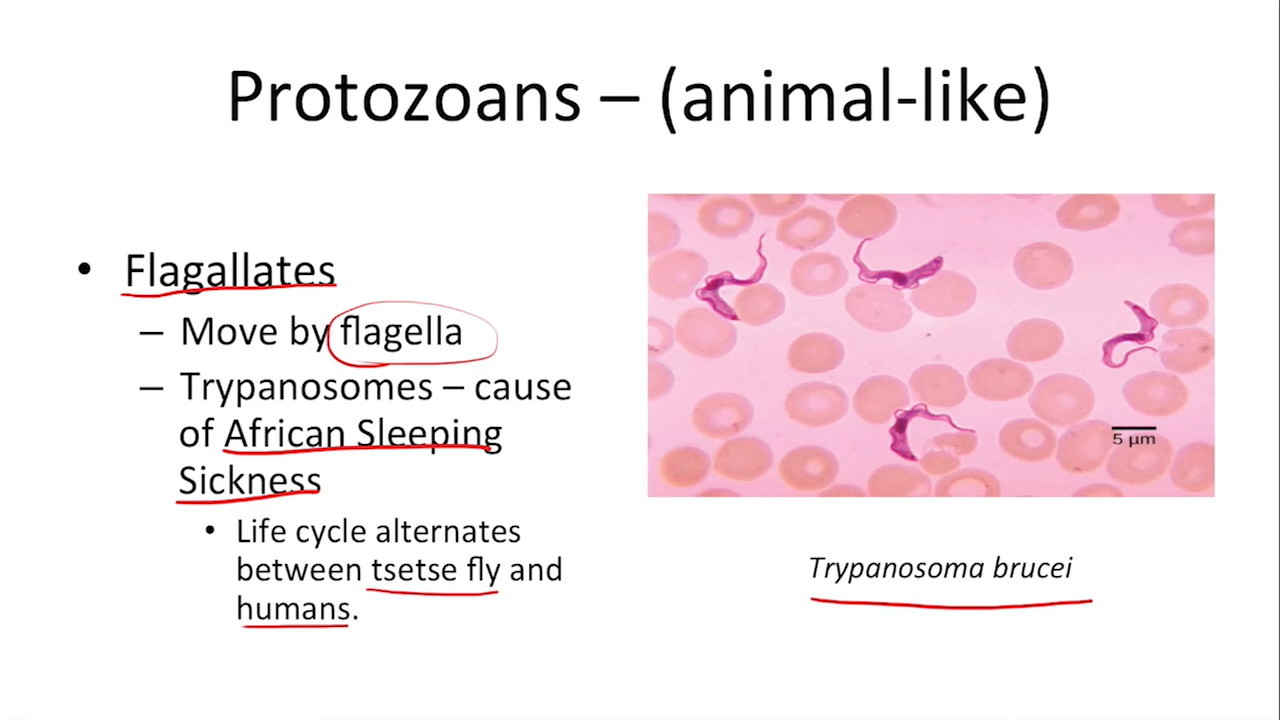 Protozoans – (animal-like)
• Flagallates
– Move by flagella
– Trypanosomes – cause
of African Sleeping
Sickness
• Life cycle alternates
between tsetse fly and
humans.
5 μm
Trypanosoma brucei